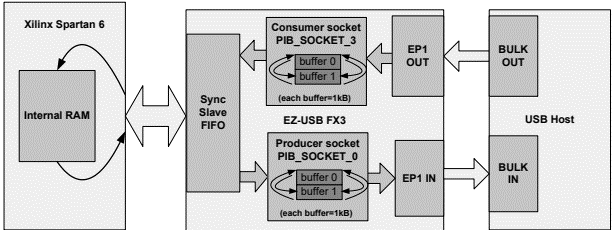 Xilinx Spartan 6
Internal RAM
Sync
Slave
FIFO
Consumer socket
PIB_SOCKET_3
buffer 0
buffer 1
(each buffer=1kB)
EZ-USB FX3
Producer socket
PIB_SOCKET_0
buffer 0
buffer 1
(each buffer=1kB)
EP1
OUT
EP1 IN
BULK
OUT
USB Host
BULK
IN